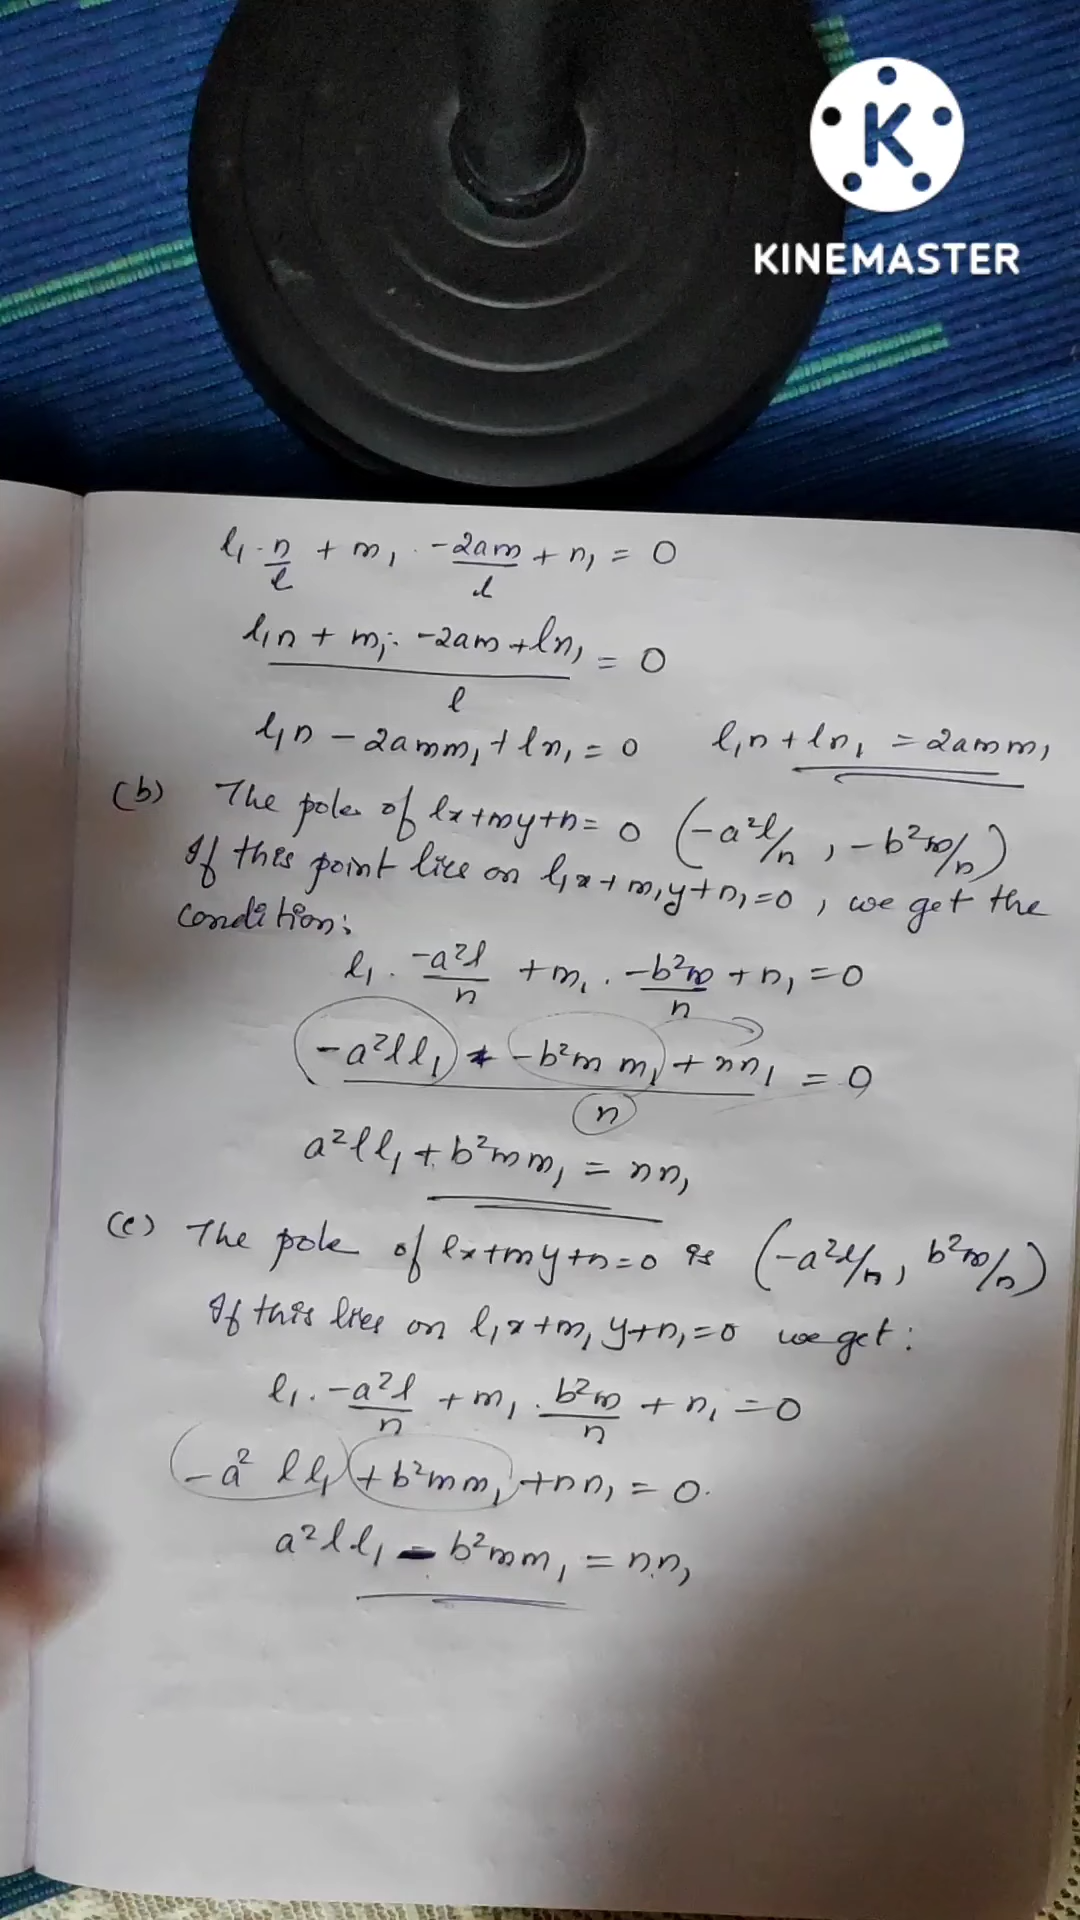 K
KINEMASTER
l₁ · n/l + m₁ · -2am/l + n₁ = 0
(l₁n + m₁ · -2am + ln₁)/l = 0
l₁n - 2amm₁ + ln₁ = 0    l₁n + ln₁ = 2amm₁
(b) The pole of lx+my+n= 0 (-a²l/n , -b²m/n)
If this point lies on l₁x+m₁y+n₁=0 , we get the
condition:
l₁ · -a²l/n + m₁ · -b²m/n + n₁ = 0
(-a²ll₁ + -b²m m₁ + nn₁)/n = 0
a²ll₁ + b²mm₁ = nn₁
(c) The pole of lx+my+n=0 is (-a²l/n, b²m/n)
If this lies on l₁x+m₁y+n₁=0 we get:
l₁ · -a²l/n + m₁ · b²m/n + n₁ = 0
-a² ll₁ + b²mm₁ + nn₁ = 0.
a²ll₁ - b²mm₁ = nn₁